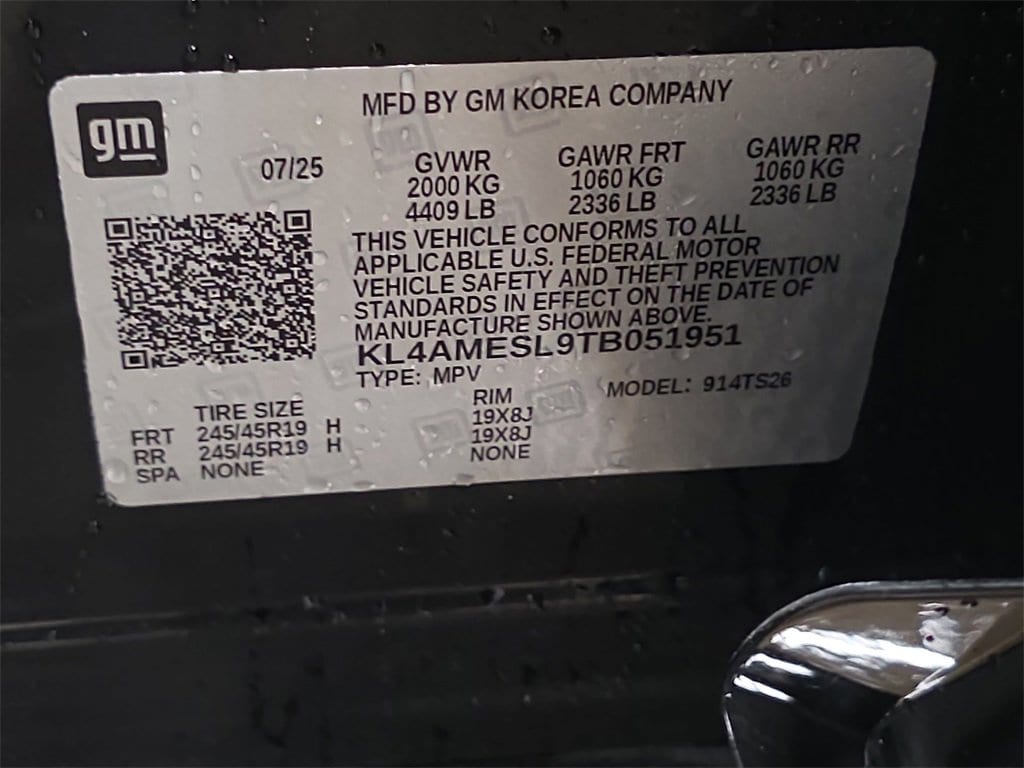 gm
MFD BY GM KOREA COMPANY
07/25
GVWR GAWR FRT GAWR RR
2000 KG 1060 KG 1060 KG
4409 LB 2336 LB 2336 LB
THIS VEHICLE CONFORMS TO ALL
APPLICABLE U.S. FEDERAL MOTOR
VEHICLE SAFETY AND THEFT PREVENTION
STANDARDS IN EFFECT ON THE DATE OF
MANUFACTURE SHOWN ABOVE.
KL4AMESL9TB051951
TYPE: MPV MODEL: 914TS26
TIRE SIZE RIM
FRT 245/45R19 H 19X8J
RR 245/45R19 H 19X8J
SPA NONE NONE